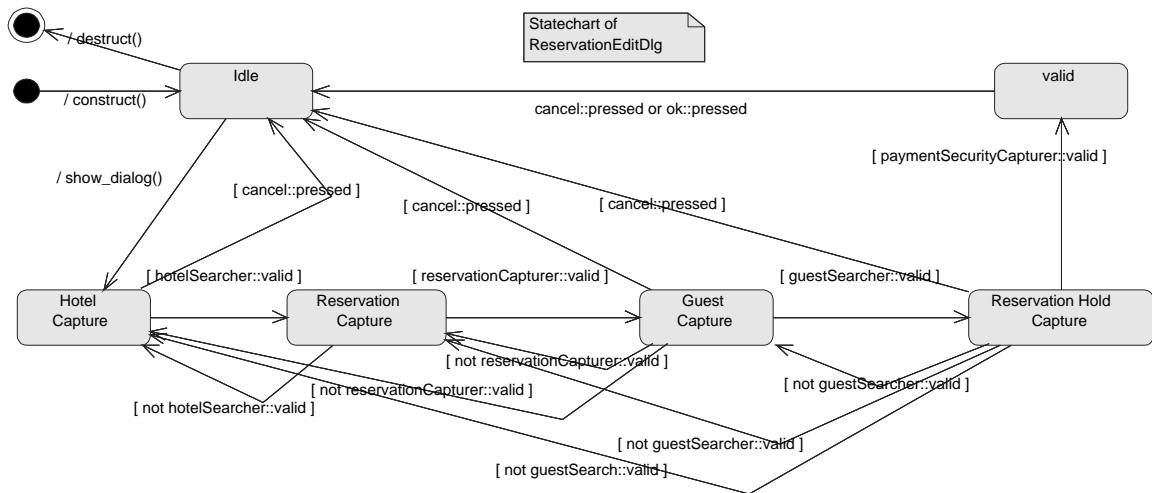 Statechart of
ReservationEditDlg
/ destruct()
Idle
valid
/ construct()
cancel::pressed or ok::pressed
[ paymentSecurityCapturer::valid ]
/ show_dialog()
[ cancel::pressed ]
[ cancel::pressed ]
[ cancel::pressed ]
[ hotelSearcher::valid ]
[ reservationCapturer::valid ]
[ guestSearcher::valid ]
Hotel
Capture
Reservation
Capture
Guest
Capture
Reservation Hold
Capture
[ not reservationCapturer::valid ]
[ not guestSearcher::valid ]
[ not reservationCapturer::valid ]
[ not hotelSearcher::valid ]
[ not guestSearcher::valid ]
[ not guestSearch::valid ]